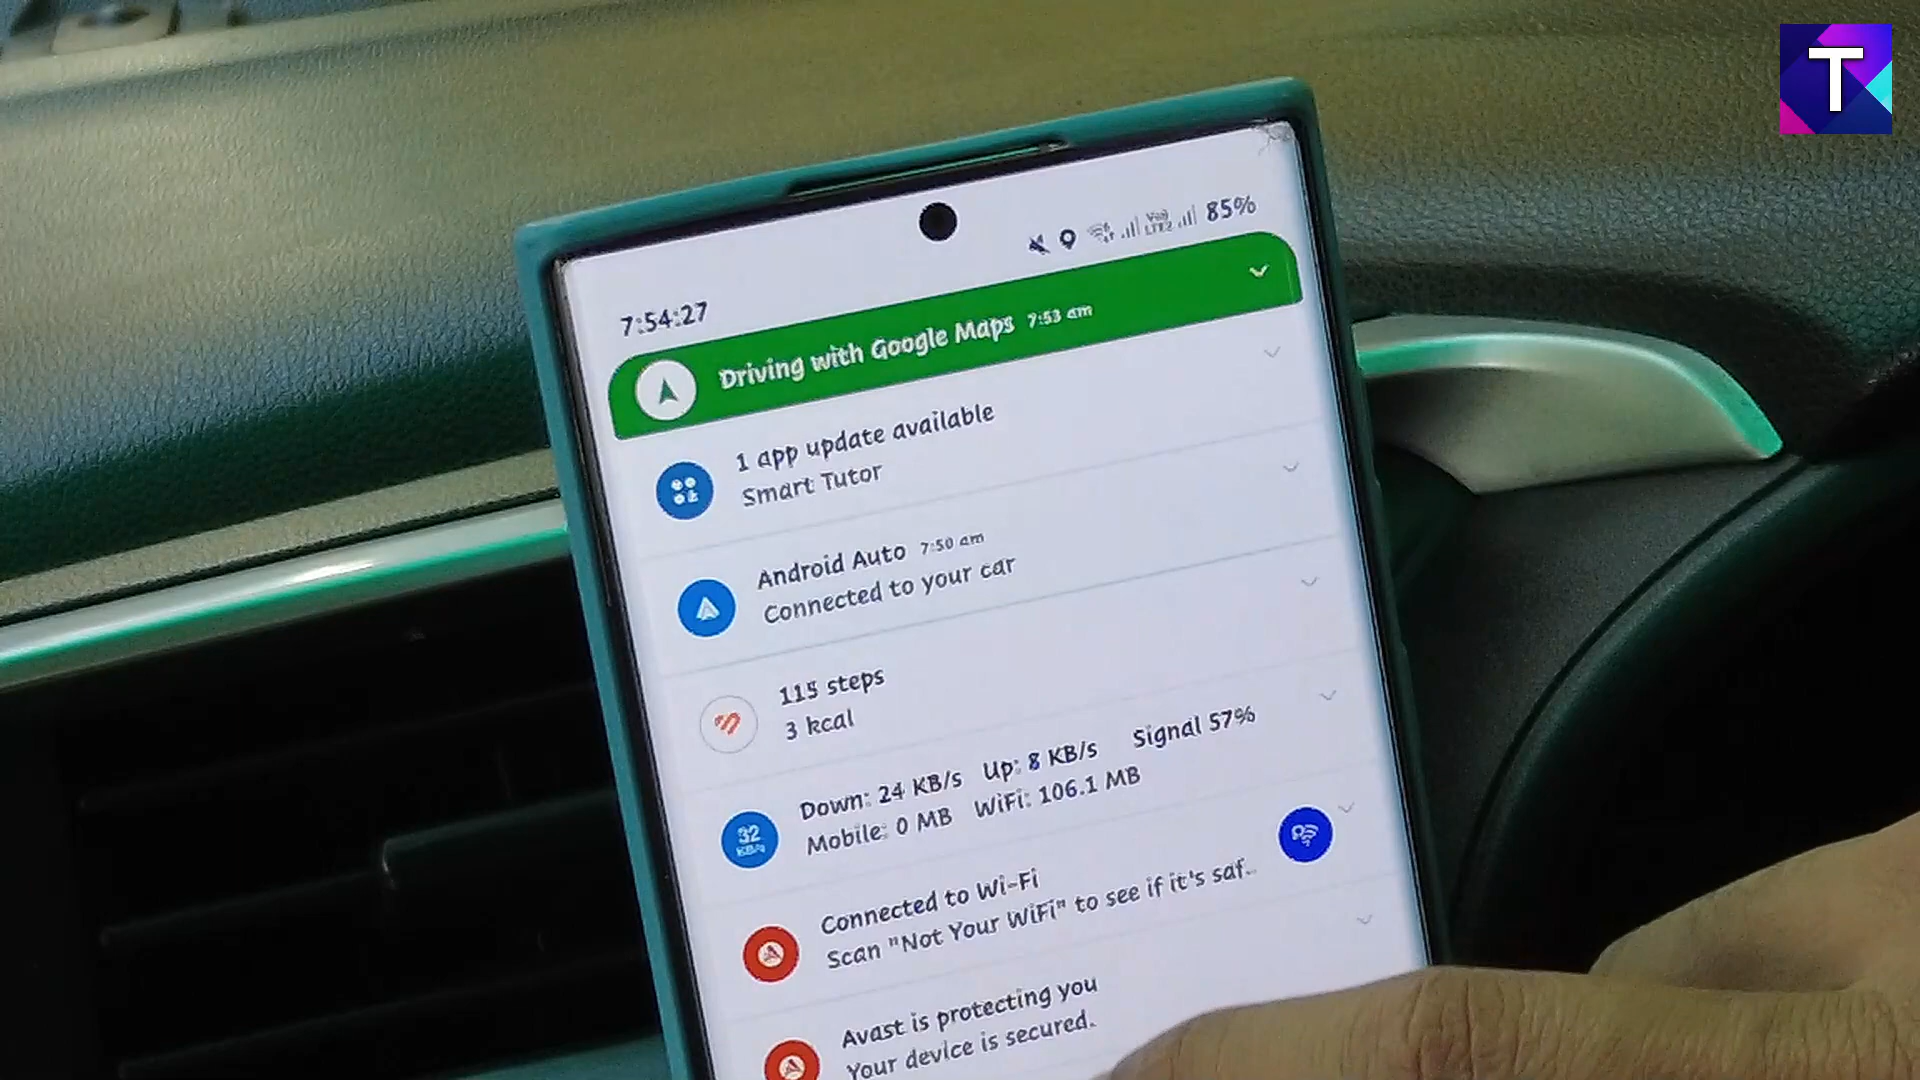 T
7:54:27
85%
Driving with Google Maps 7:53 am
1 app update available
Smart Tutor
Android Auto 7:50 am
Connected to your car
115 steps
3 kcal
Down: 24 KB/s Up: 8 KB/s Signal 57%
Mobile: 0 MB WiFi: 106.1 MB
32
KB/s
Connected to Wi-Fi
Scan "Not Your WiFi" to see if it's saf..
Avast is protecting you
Your device is secured.